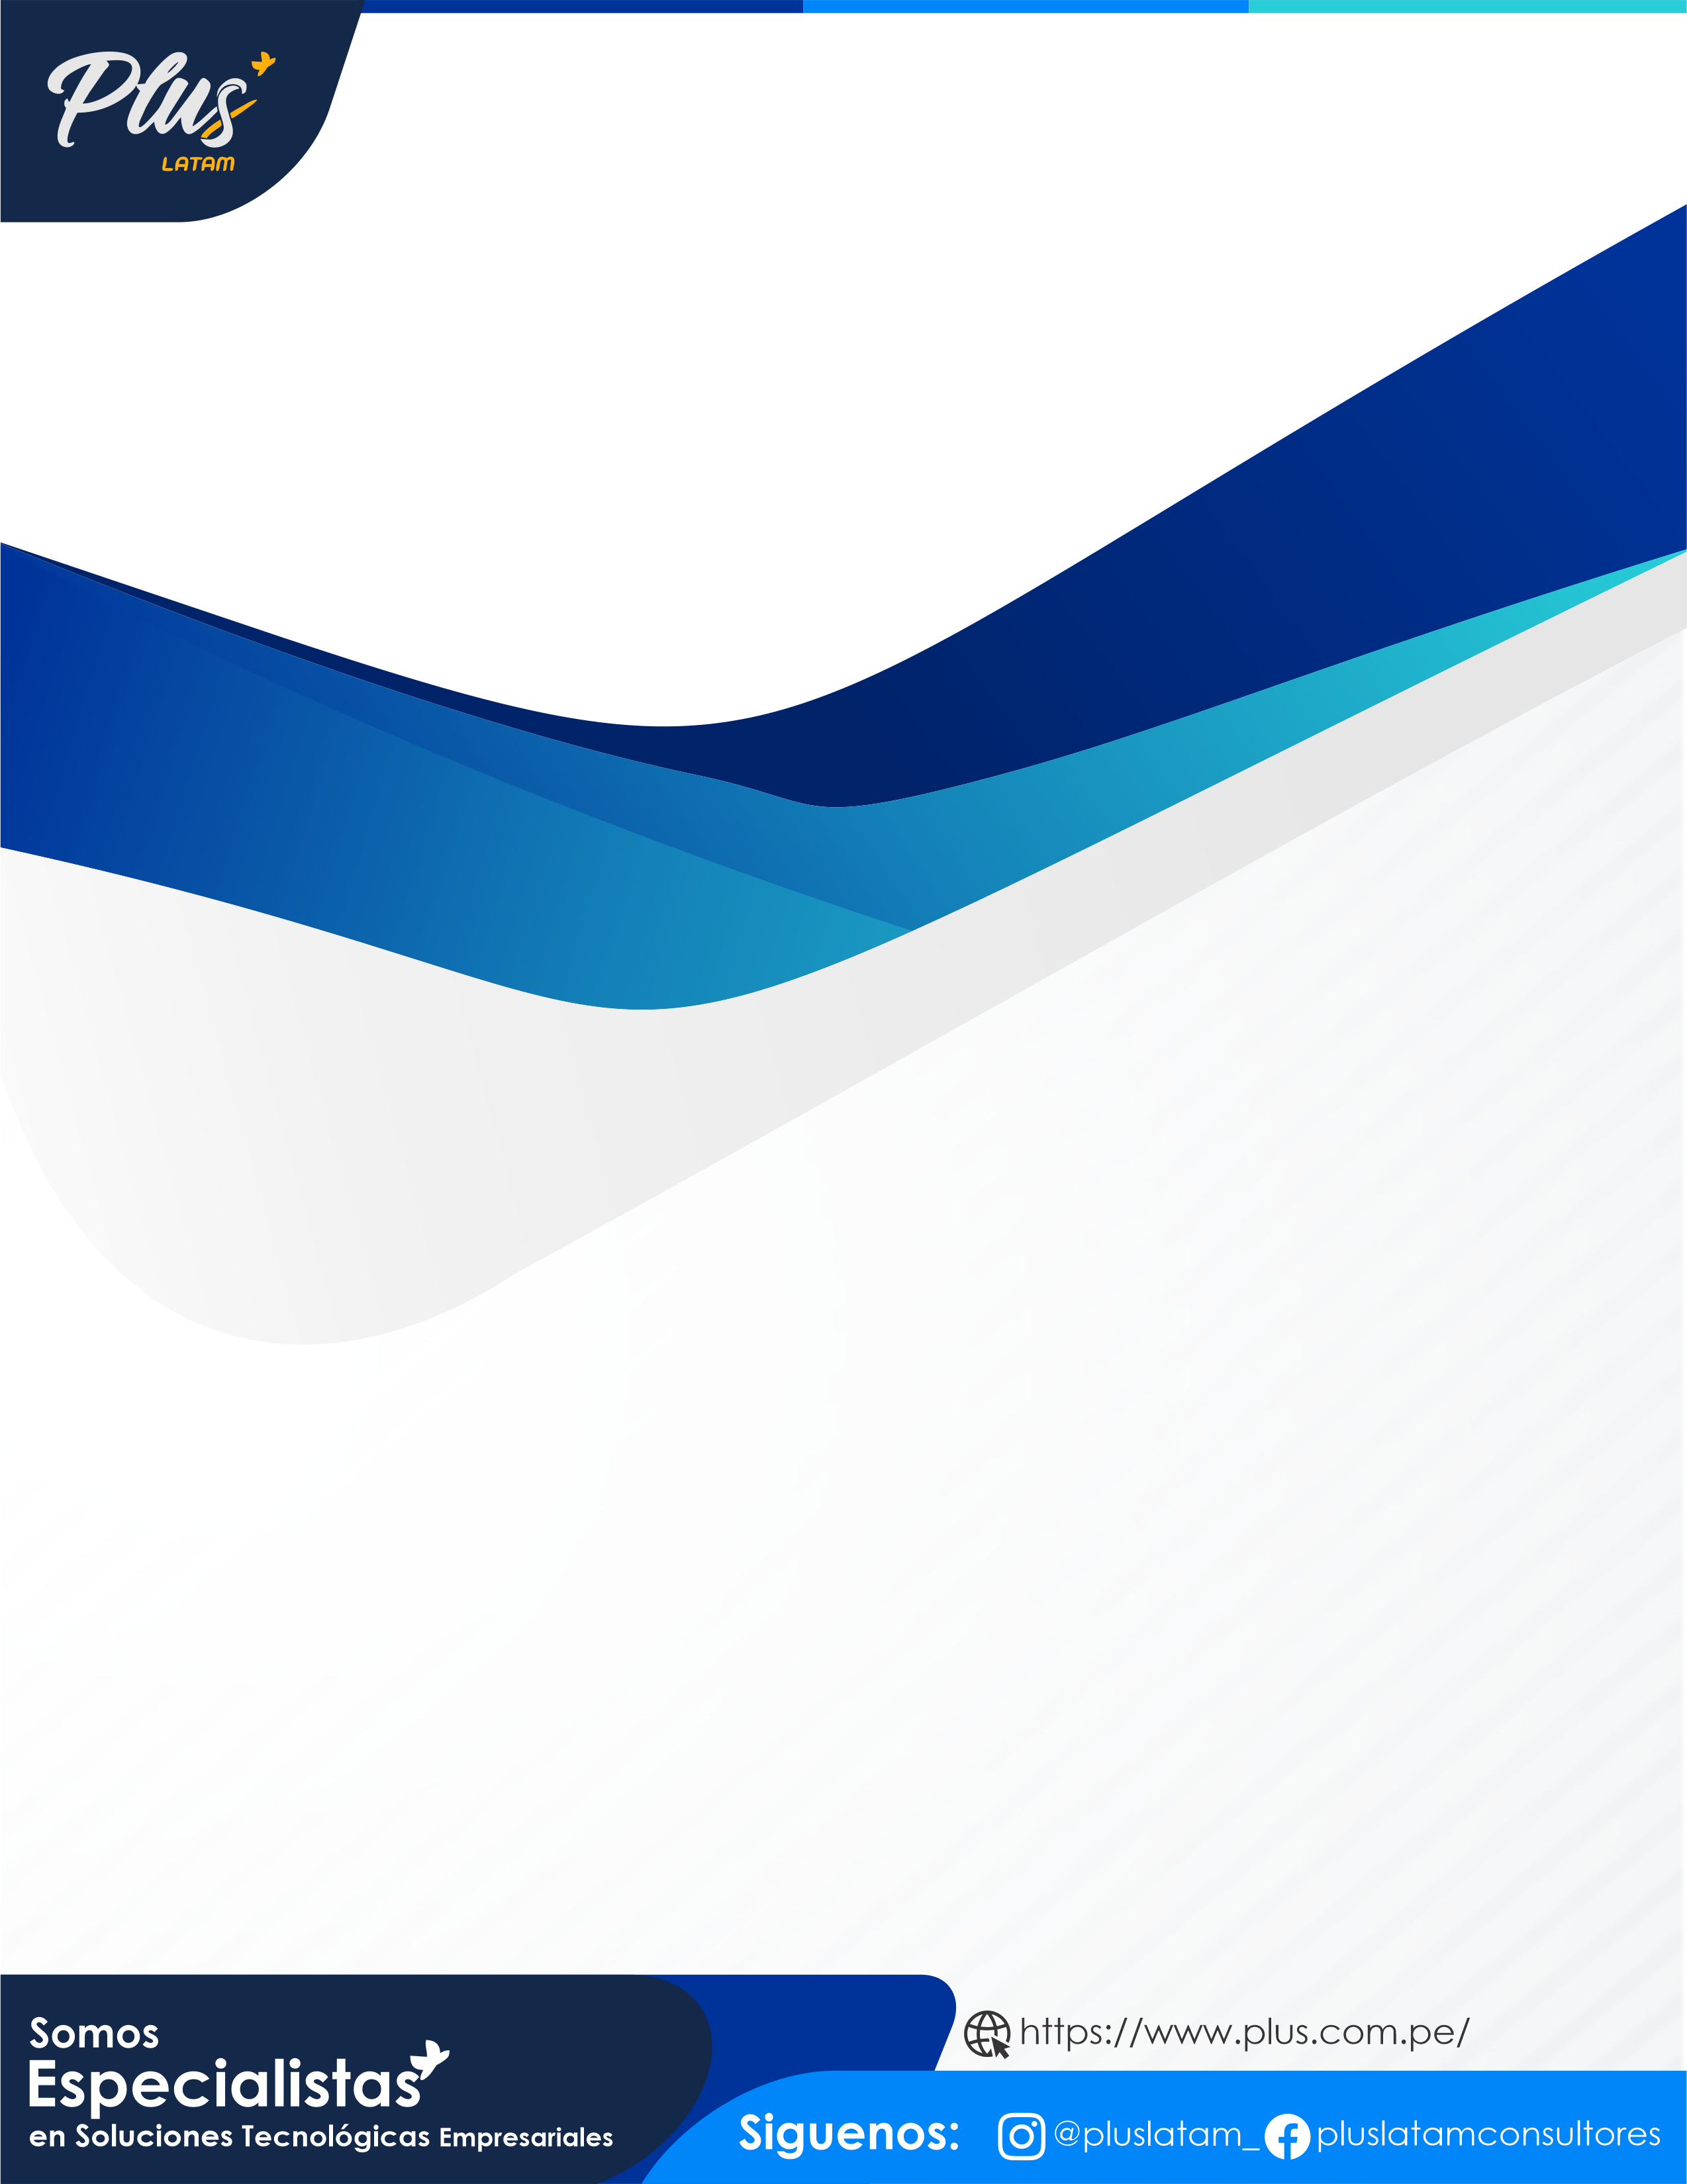 Plus
LATAM
Somos
Especialistas
en Soluciones Tecnológicas Empresariales
https://www.plus.com.pe/
Siguenos:
@pluslatam_
pluslatamconsultores